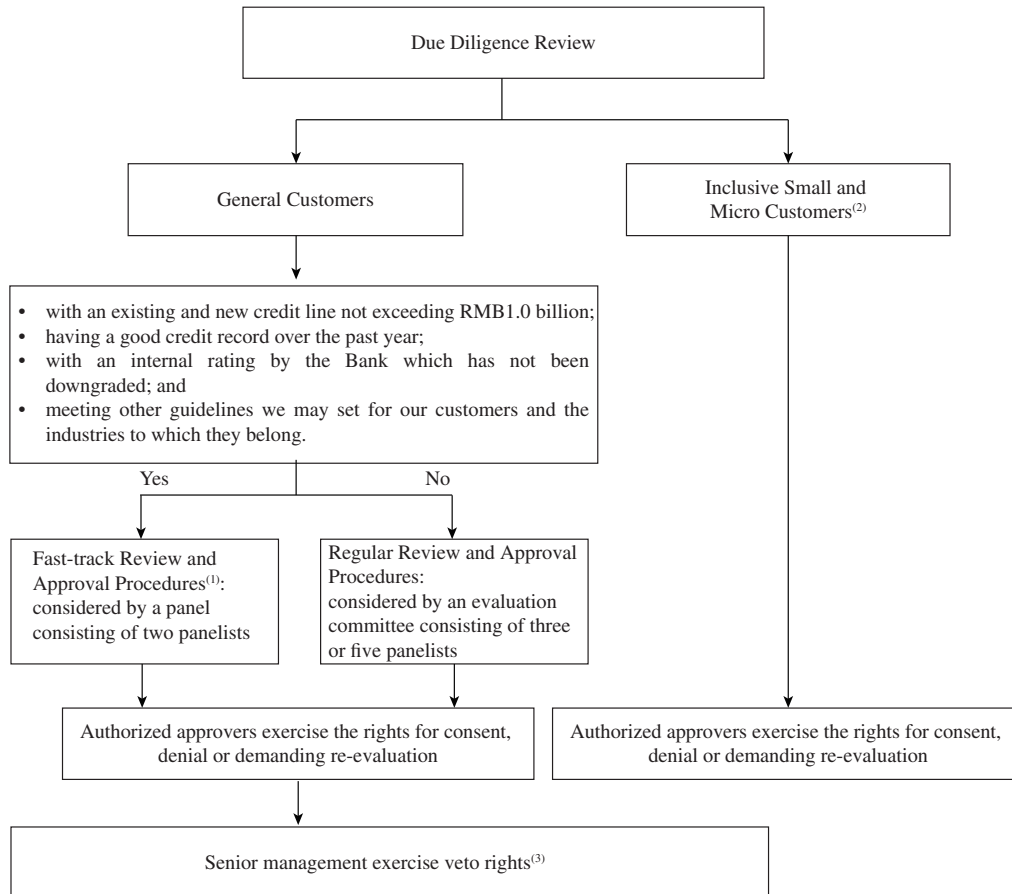 Due Diligence Review
General Customers
Inclusive Small and
Micro Customers(2)
• with an existing and new credit line not exceeding RMB1.0 billion;
• having a good credit record over the past year;
• with an internal rating by the Bank which has not been
downgraded; and
• meeting other guidelines we may set for our customers and the
industries to which they belong.
Yes
No
Fast-track Review and
Approval Procedures(1):
considered by a panel
consisting of two panelists
Regular Review and Approval
Procedures:
considered by an evaluation
committee consisting of three
or five panelists
Authorized approvers exercise the rights for consent,
denial or demanding re-evaluation
Authorized approvers exercise the rights for consent,
denial or demanding re-evaluation
Senior management exercise veto rights(3)